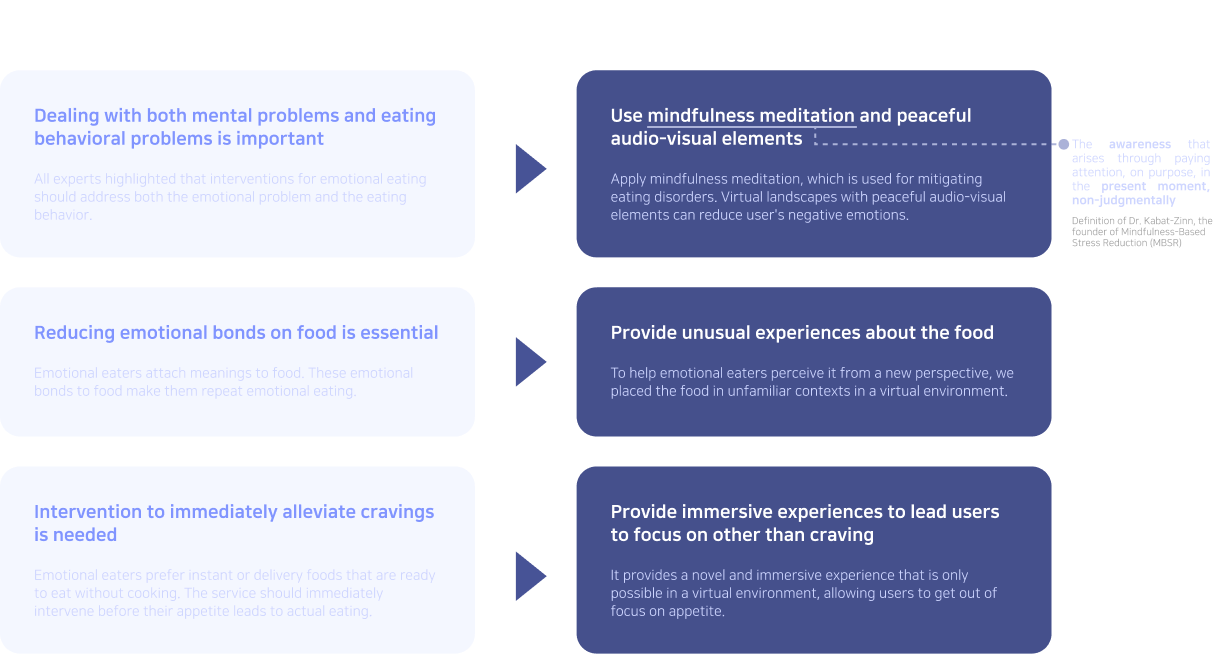 Dealing with both mental problems and eating
behavioral problems is important
All experts highlighted that interventions for emotional eating
should address both the emotional problem and the eating
behavior.
Use mindfulness meditation and peaceful
audio-visual elements
Apply mindfulness meditation, which is used for mitigating
eating disorders. Virtual landscapes with peaceful audio-visual
elements can reduce user's negative emotions.
The awareness that
arises through paying
attention, on purpose, in
the present moment,
non-judgmentally
Definition of Dr. Kabat-Zinn, the
founder of Mindfulness-Based
Stress Reduction (MBSR)
Reducing emotional bonds on food is essential
Emotional eaters attach meanings to food. These emotional
bonds to food make them repeat emotional eating.
Provide unusual experiences about the food
To help emotional eaters perceive it from a new perspective, we
placed the food in unfamiliar contexts in a virtual environment.
Intervention to immediately alleviate cravings
is needed
Emotional eaters prefer instant or delivery foods that are ready
to eat without cooking. The service should immediately
intervene before their appetite leads to actual eating.
Provide immersive experiences to lead users
to focus on other than craving
It provides a novel and immersive experience that is only
possible in a virtual environment, allowing users to get out of
focus on appetite.